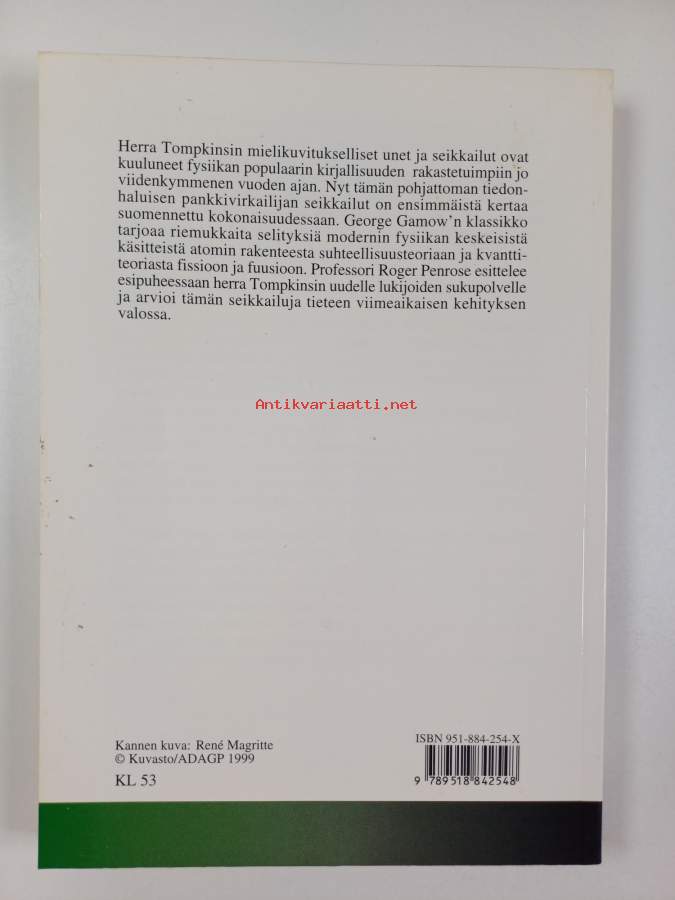 Herra Tompkinsin mielikuvitukselliset unet ja seikkailut ovat
kuuluneet fysiikan populaarin kirjallisuuden rakastetuimpiin jo
viidenkymmenen vuoden ajan. Nyt tämän pohjattoman tiedon-
haluisen pankkivirkailijan seikkailut on ensimmäistä kertaa
suomennettu kokonaisuudessaan. George Gamow'n klassikko
tarjoaa riemukkaita selityksiä modernin fysiikan keskeisistä
käsitteistä atomin rakenteesta suhteellisuusteoriaan ja kvantti-
teoriasta fissioon ja fuusioon. Professori Roger Penrose esittelee
esipuheessaan herra Tompkinsin uudelle lukijoiden sukupolvelle
ja arvioi tämän seikkailuja tieteen viimeaikaisen kehityksen
valossa.
Antikvariaatti.net
Kannen kuva: René Magritte
© Kuvasto/ADAGP 1999
KL 53
ISBN 951-884-254-X
9 789518 842548